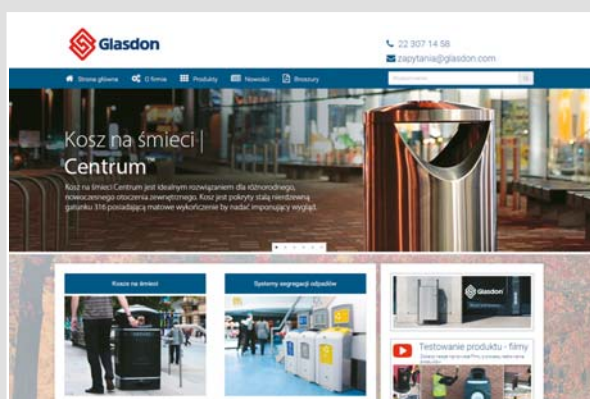 Glasdon
22 307 14 58
zapytania@glasdon.com
Strona główna O firmie Produkty Nowości Broszury
Kosz na śmieci |
Centrum
Kosz na śmieci Centrum jest idealnym rozwiązaniem dla różnorodnego,
nowoczesnego otoczenia zewnętrznego. Kosz jest pokryty stalą nierdzewną
gatunku 316 posiadającą matowe wykończenie by nadać imponujący wygląd.
Kosze na śmieci
Systemy segregacji odpadów
Glasdon
Testowanie produktu - filmy